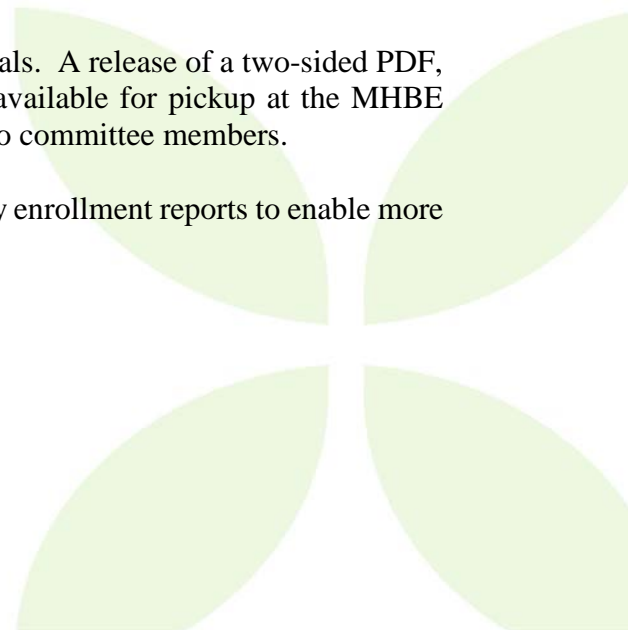 als. A release of a two-sided PDF,
available for pickup at the MHBE
o committee members.
y enrollment reports to enable more